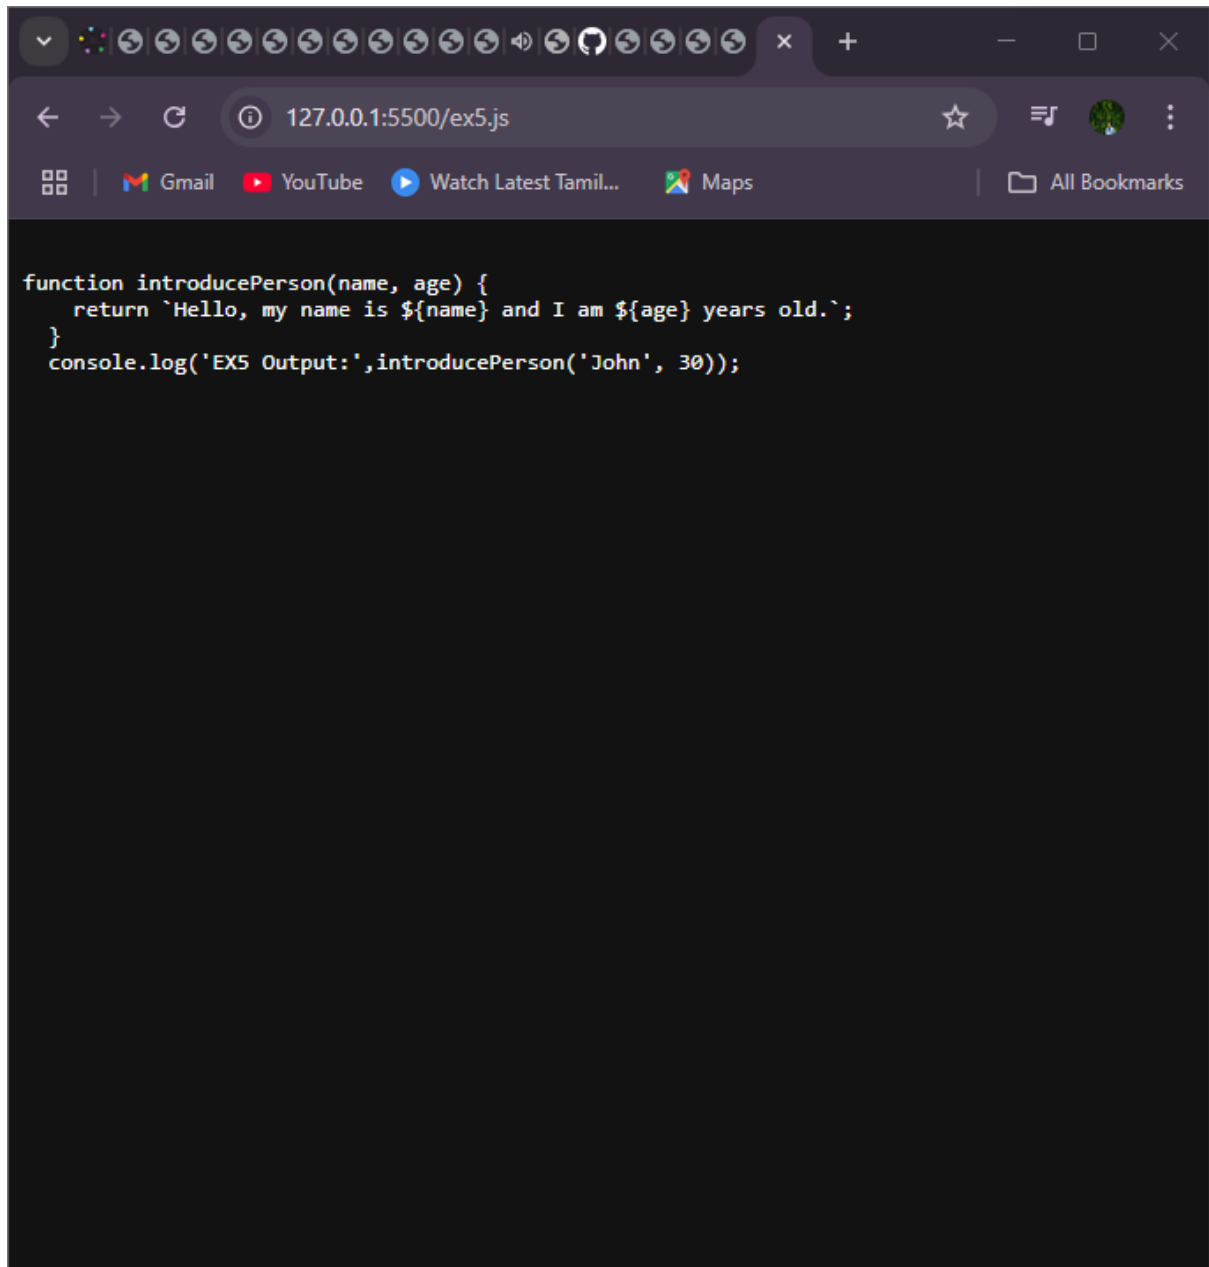 127.0.0.1:5500/ex5.js
Gmail YouTube Watch Latest Tamil... Maps All Bookmarks
function introducePerson(name, age) {
    return `Hello, my name is ${name} and I am ${age} years old.`;
  }
  console.log('EX5 Output:',introducePerson('John', 30));